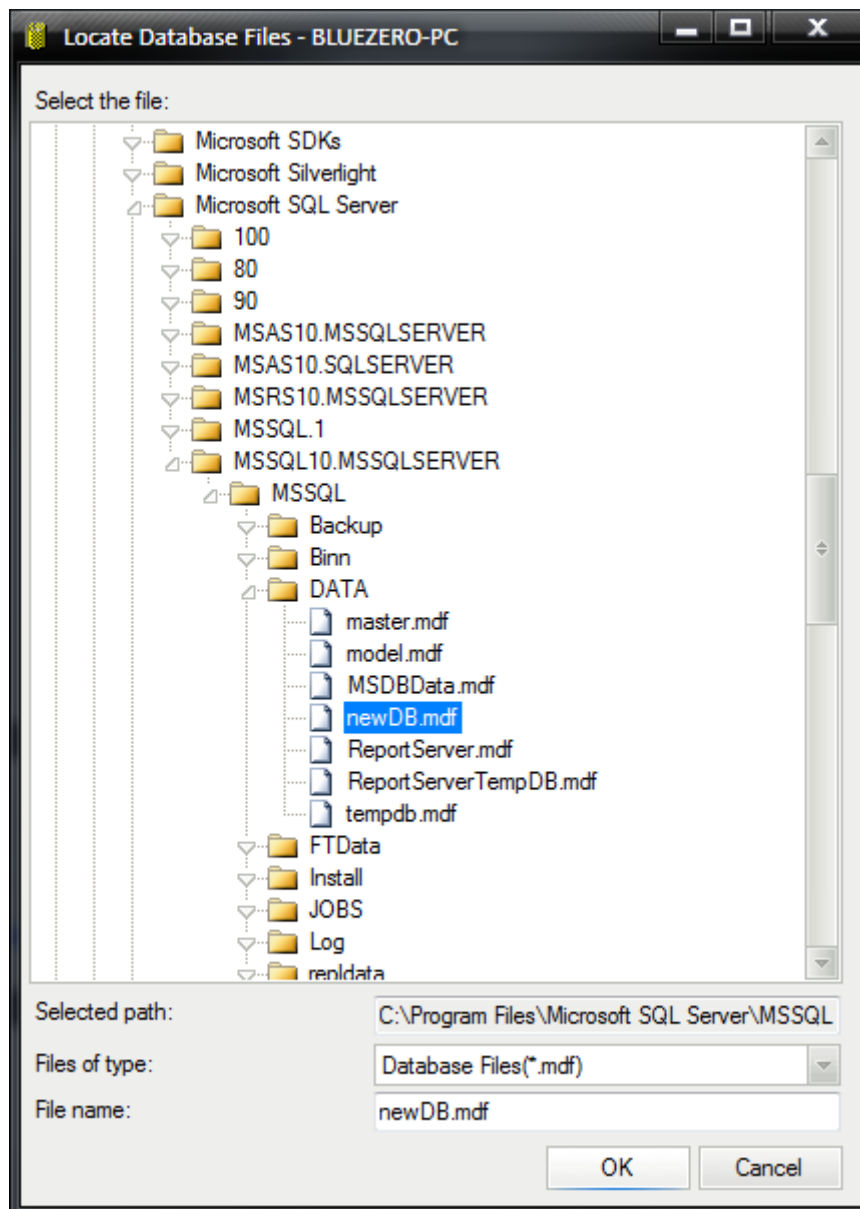 Locate Database Files - BLUEZERO-PC
Select the file:
Microsoft SDKs
Microsoft Silverlight
Microsoft SQL Server
100
80
90
MSAS10.MSSQLSERVER
MSAS10.SQLSERVER
MSRS10.MSSQLSERVER
MSSQL.1
MSSQL10.MSSQLSERVER
MSSQL
Backup
Binn
DATA
master.mdf
model.mdf
MSDBData.mdf
newDB.mdf
ReportServer.mdf
ReportServerTempDB.mdf
tempdb.mdf
FTData
Install
JOBS
Log
repldata
Selected path: C:\Program Files\Microsoft SQL Server\MSSQL
Files of type: Database Files(*.mdf)
File name: newDB.mdf
OK Cancel